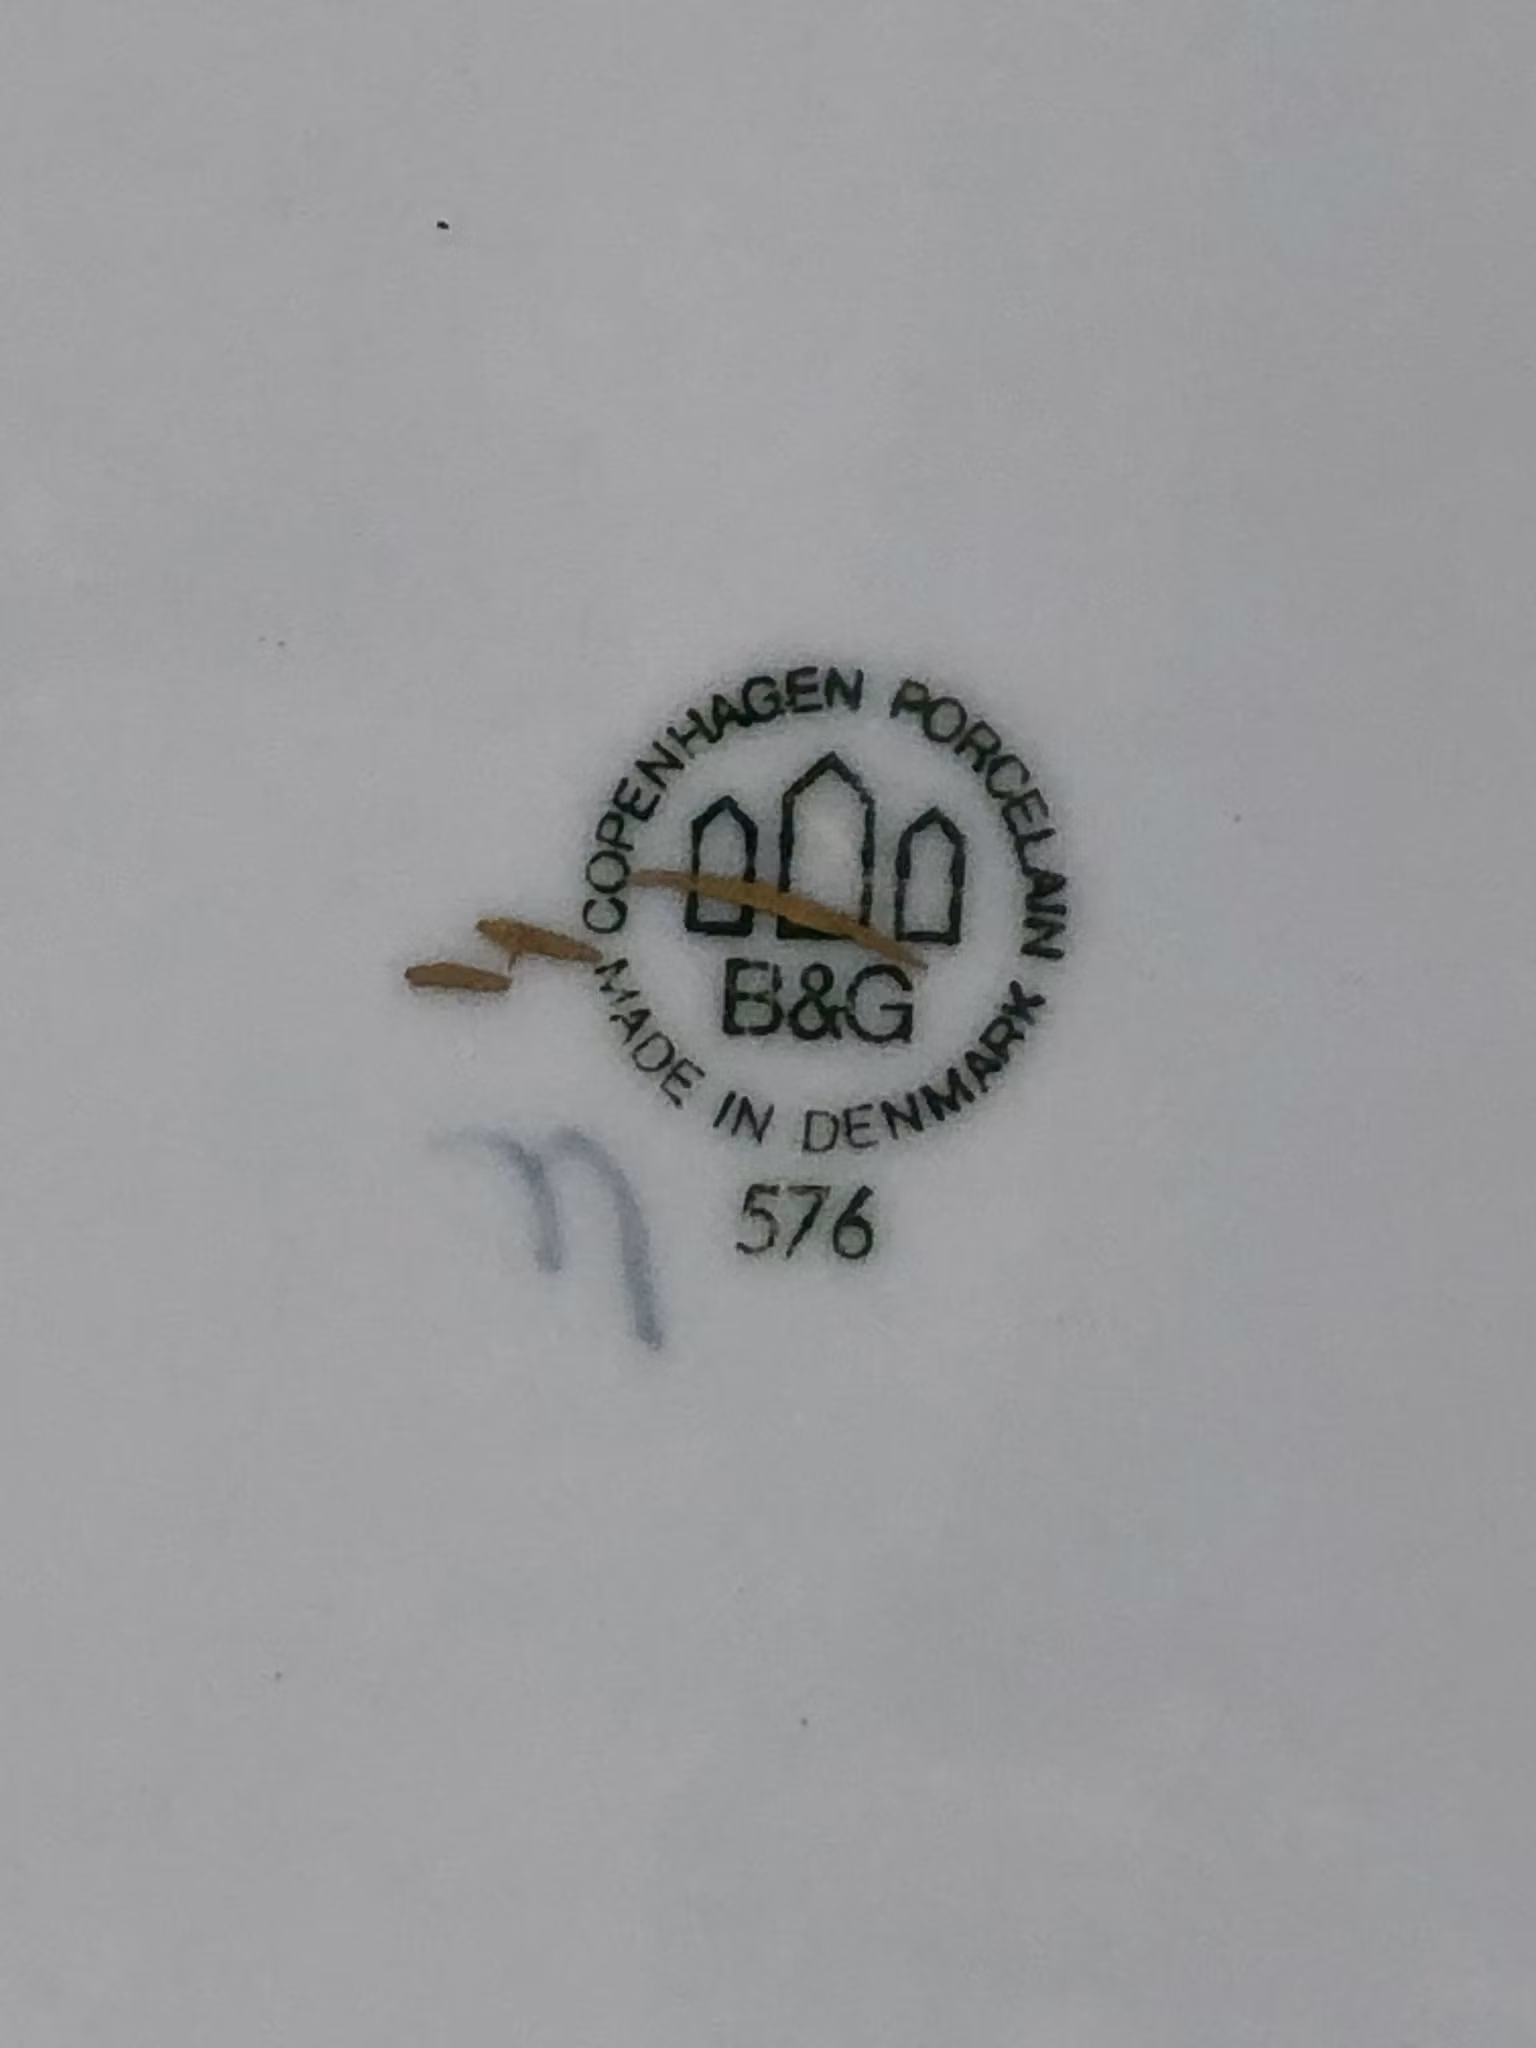 COPENHAGEN PORCELAIN
B&G
MADE IN DENMARK
576